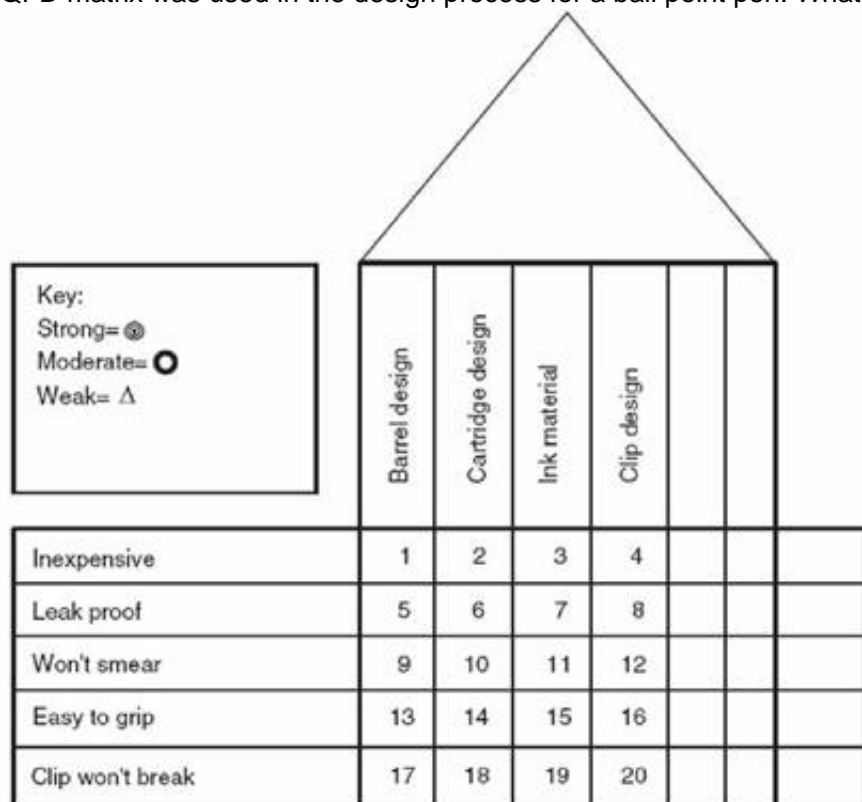 D matrix was used in the design process for a ball point pen. What
Key:
Strong=
Moderate=
Weak= Δ
Barrel design
Cartridge design
Ink material
Clip design
Inexpensive 1 2 3 4
Leak proof 5 6 7 8
Won't smear 9 10 11 12
Easy to grip 13 14 15 16
Clip won't break 17 18 19 20